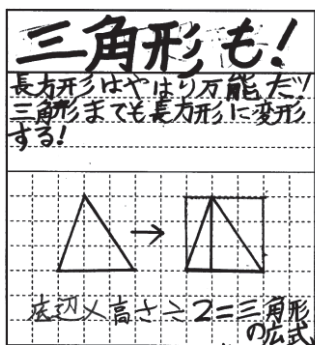 三角形も!
長方形はやはり万能だ!
三角形までも長方形に変形
する!
底辺×高さ÷2=三角形
の広式